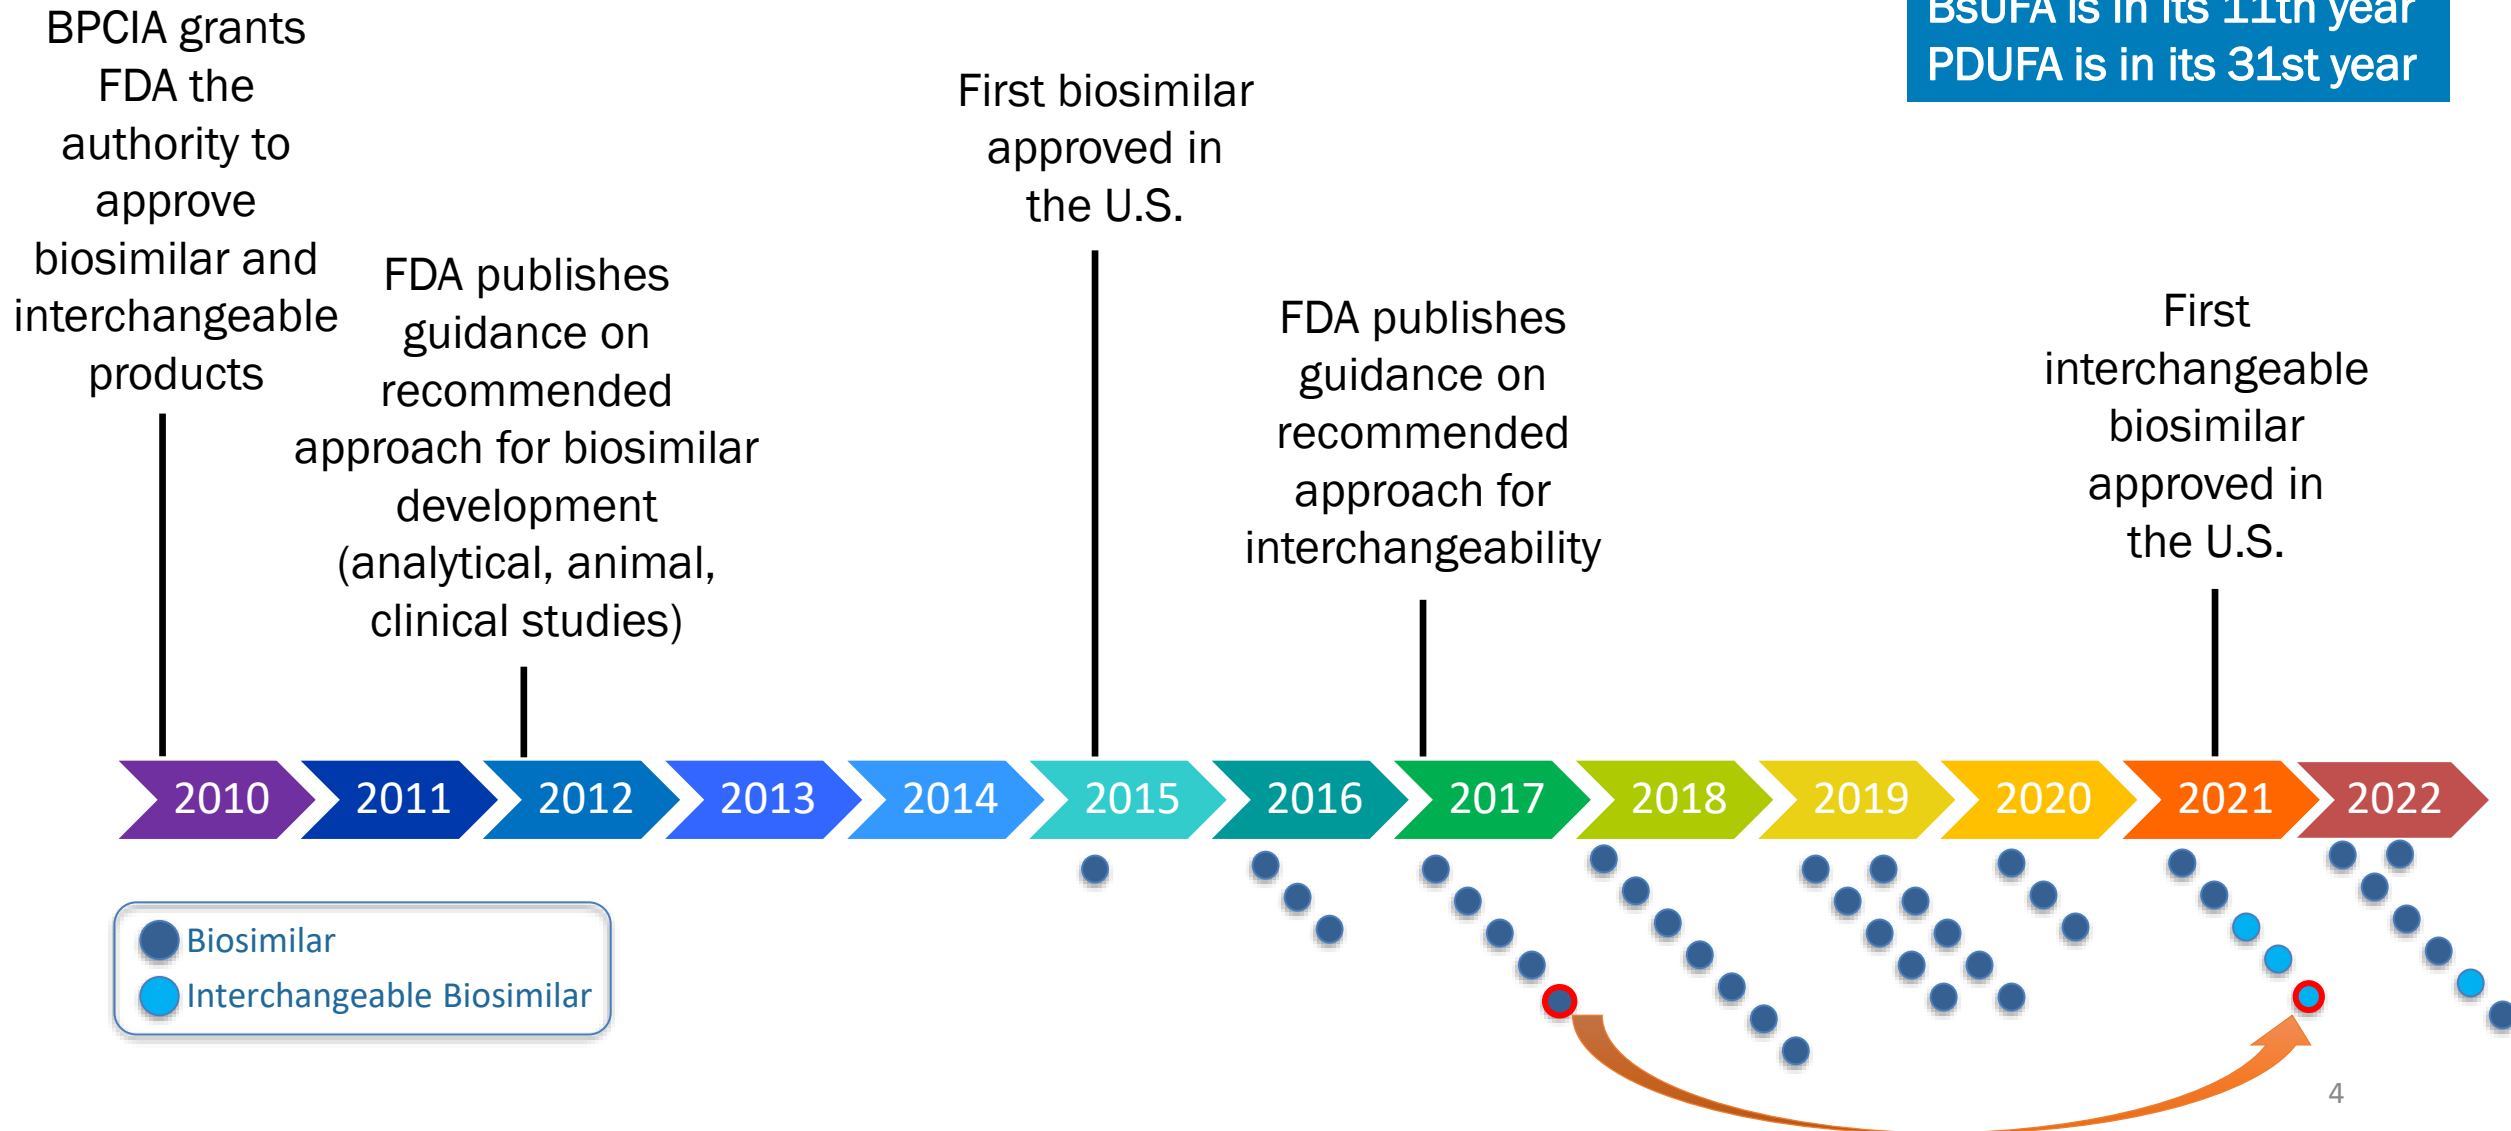 BPCIA grants
FDA the
authority to
approve
biosimilar and
interchangeable
products
FDA publishes
guidance on
recommended
approach for biosimilar
development
(analytical, animal,
clinical studies)
First biosimilar
approved in
the U.S.
FDA publishes
guidance on
recommended
approach for
interchangeability
BsUFA is in its 11th year
PDUFA is in its 31st year
First
interchangeable
biosimilar
approved in
the U.S.
2010 2011 2012 2013 2014 2015 2016 2017 2018 2019 2020 2021 2022
Biosimilar
Interchangeable Biosimilar
4